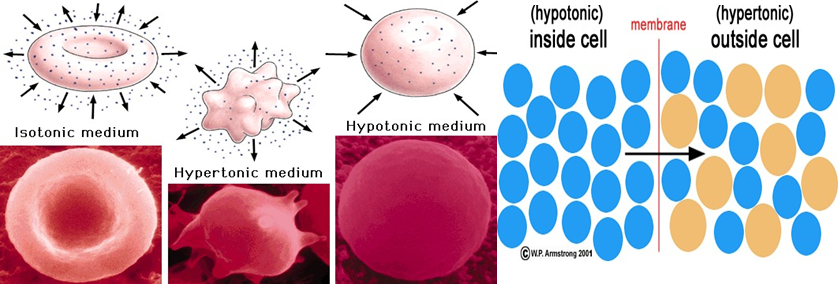 Isotonic medium
Hypertonic medium
Hypotonic medium
(hypotonic)
inside cell
membrane
(hypertonic)
outside cell
©W.P. Armstrong 2001